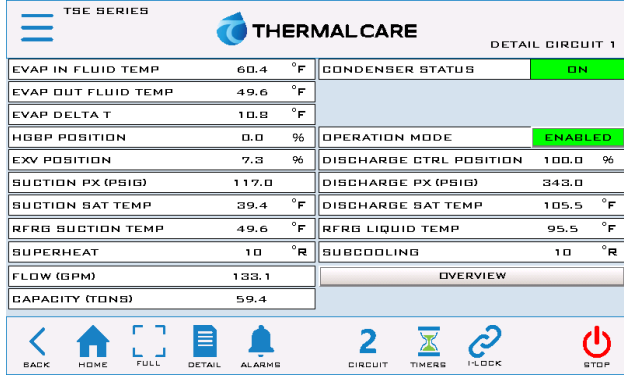 TSE SERIES
THERMALCARE
DETAIL CIRCUIT 1
EVAP IN FLUID TEMP 60.4 °F
CONDENSER STATUS ON
EVAP OUT FLUID TEMP 49.6 °F
EVAP DELTA T 10.8 °F
HGBP POSITION 0.0 %
OPERATION MODE ENABLED
EXV POSITION 7.3 %
DISCHARGE CTRL POSITION 100.0 %
SUCTION PX (PSIG) 117.0
DISCHARGE PX (PSIG) 343.0
SUCTION SAT TEMP 39.4 °F
DISCHARGE SAT TEMP 105.5 °F
RFRG SUCTION TEMP 49.6 °F
RFRG LIQUID TEMP 95.5 °F
SUPERHEAT 10 °R
SUBCOOLING 10 °R
FLOW (GPM) 133.1
OVERVIEW
CAPACITY (TONS) 59.4
2
BACK HOME FULL DETAIL ALARMS CIRCUIT TIMERS I-LOCK STOP